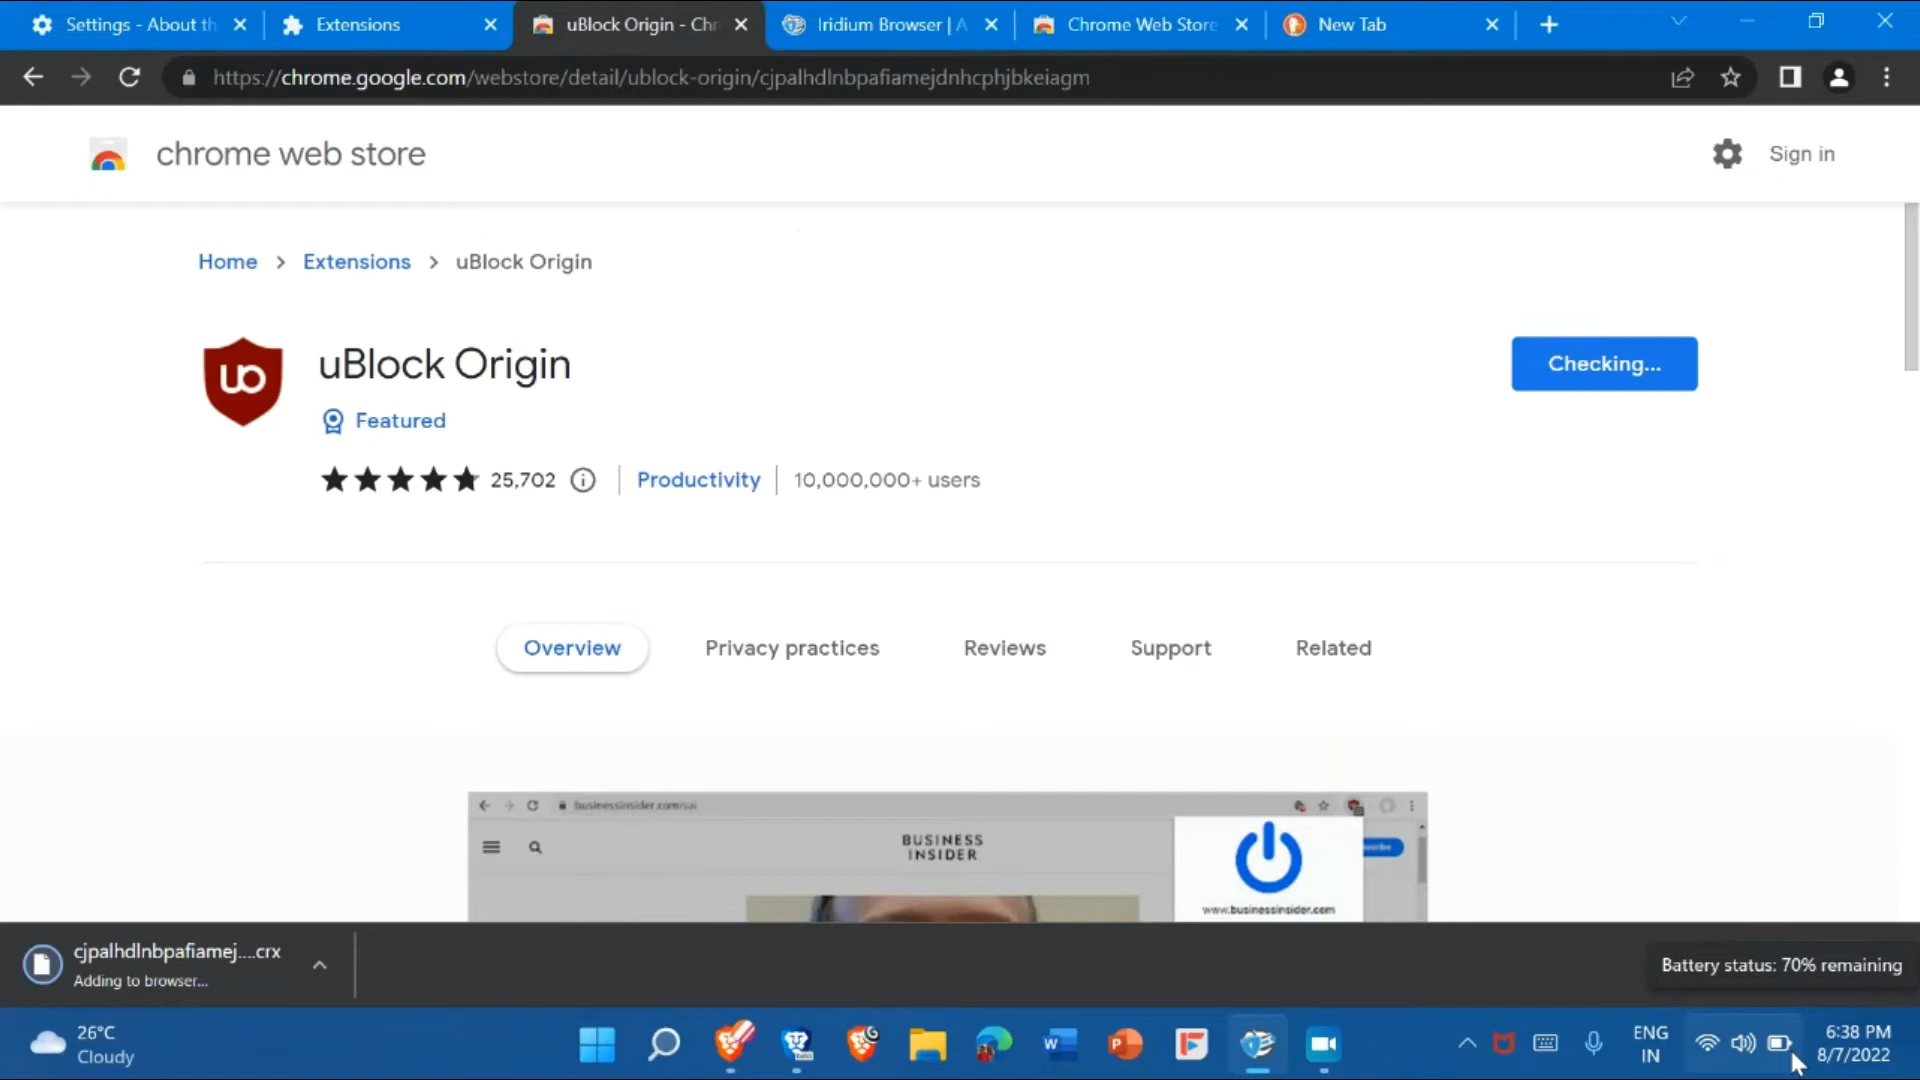 Settings - About th
Extensions
uBlock Origin - Chr
Iridium Browser | A
Chrome Web Store
New Tab
https://chrome.google.com/webstore/detail/ublock-origin/cjpalhdlnbpafiamejdnhcphjbkeiagm
chrome web store
Sign in
Home > Extensions > uBlock Origin
uBlock Origin
Checking...
Featured
25,702
Productivity
10,000,000+ users
Overview
Privacy practices
Reviews
Support
Related
businessinsider.com/sai
BUSINESS
INSIDER
www.businessinsider.com
cjpalhdlnbpafiamej....crx
Adding to browser...
Battery status: 70% remaining
26°C
Cloudy
ENG
IN
6:38 PM
8/7/2022